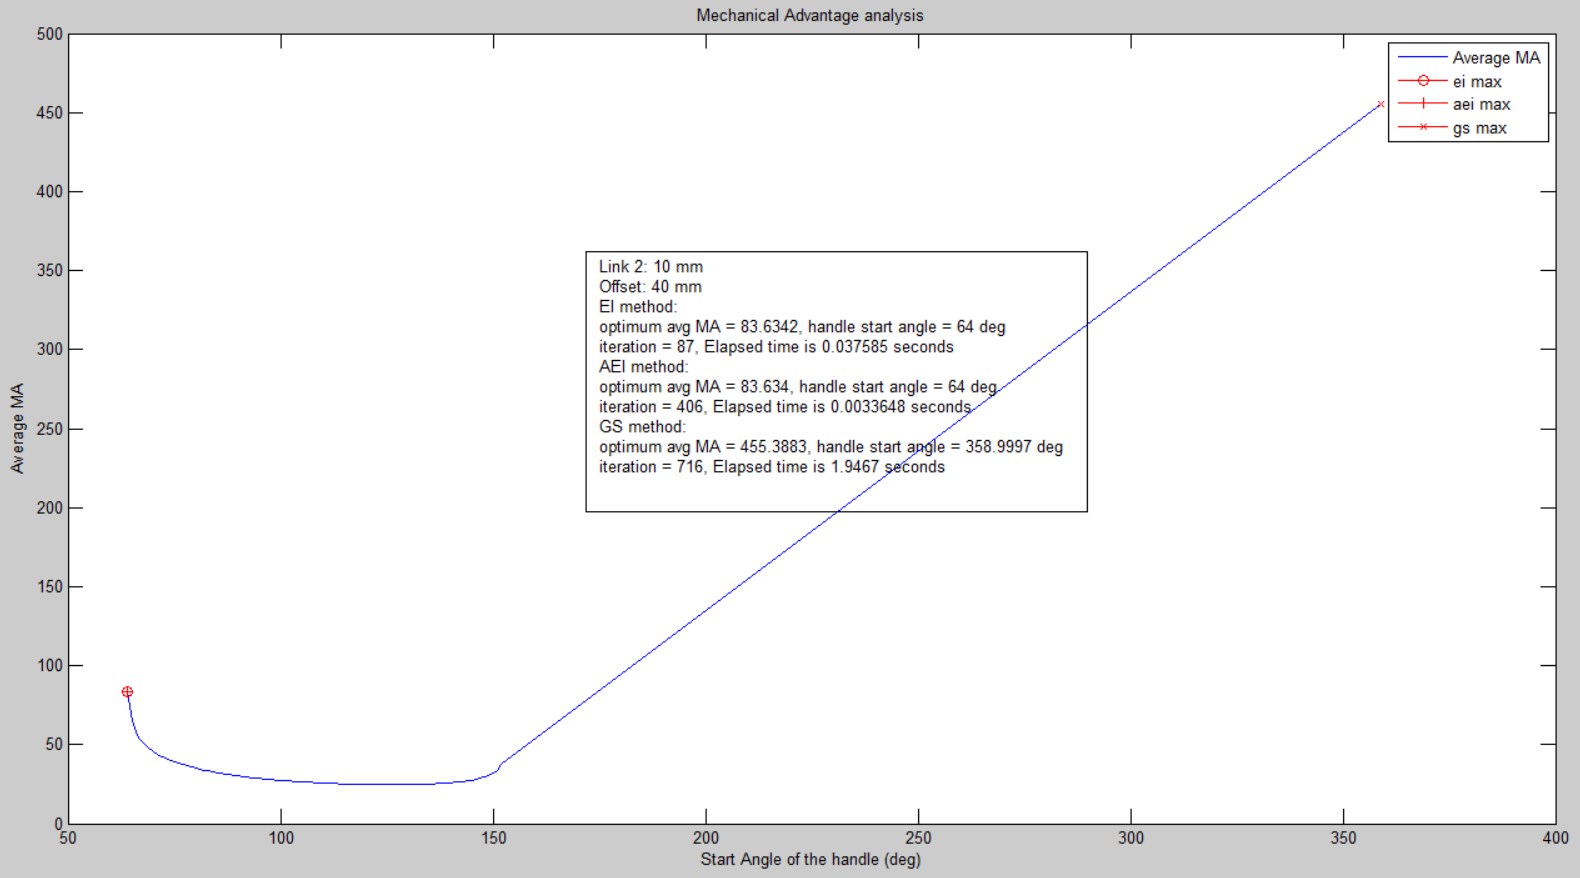 Mechanical Advantage analysis
500
450
400
350
300
250
200
150
100
50
0
Average MA
50
100
150
200
250
300
350
400
Start Angle of the handle (deg)
Average MA
ei max
aei max
gs max
Link 2: 10 mm
Offset: 40 mm
EI method:
optimum avg MA = 83.6342, handle start angle = 64 deg
iteration = 87, Elapsed time is 0.037585 seconds
AEI method:
optimum avg MA = 83.634, handle start angle = 64 deg
iteration = 406, Elapsed time is 0.0033648 seconds
GS method:
optimum avg MA = 455.3883, handle start angle = 358.9997 deg
iteration = 716, Elapsed time is 1.9467 seconds